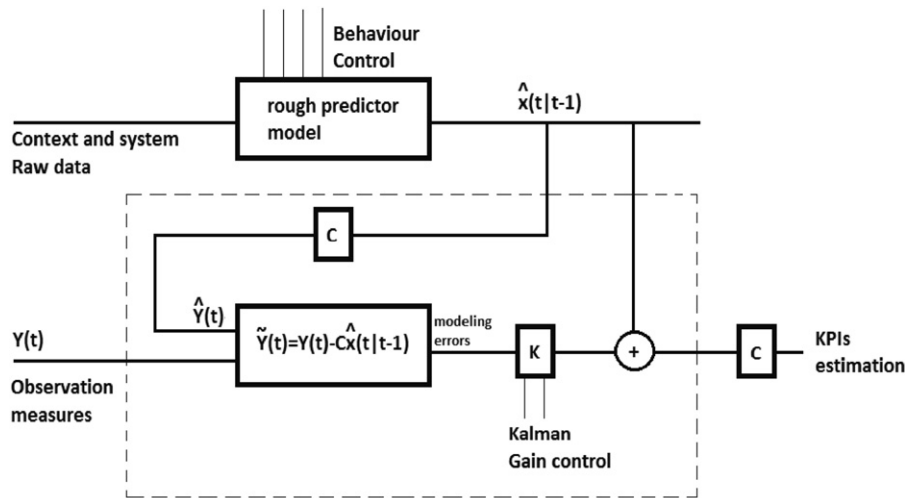 Behaviour
Control
rough predictor
model
x̂(t|t-1)
Context and system
Raw data
C
Ŷ(t)
Y(t)
Ỹ(t)=Y(t)-Cx̂(t|t-1)
modeling
errors
K
+
C
KPIs
estimation
Observation
measures
Kalman
Gain control